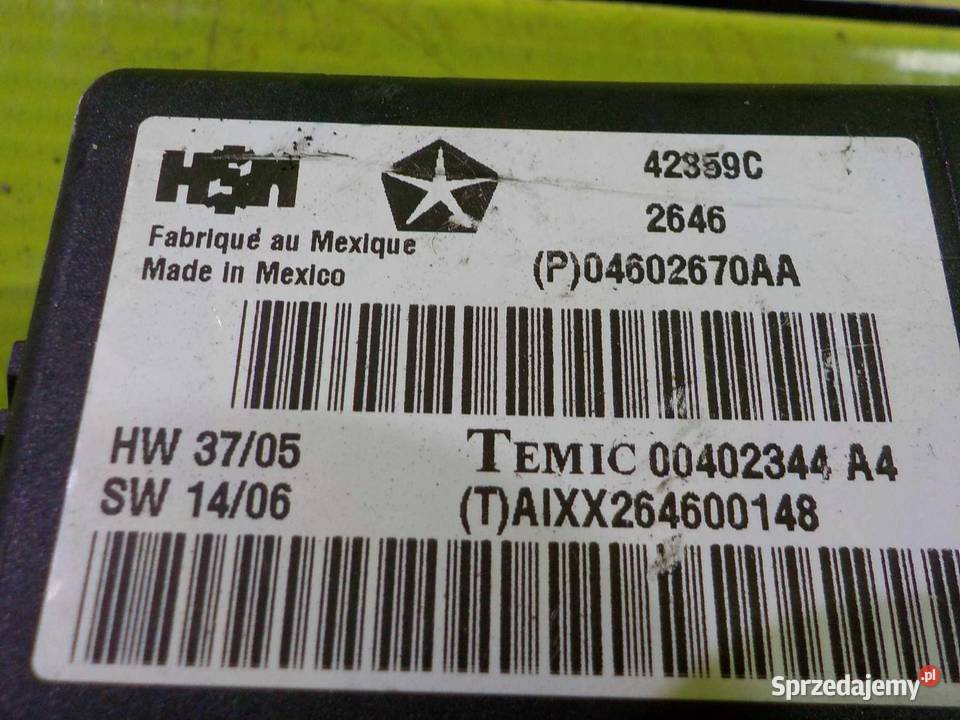 HSM
42359C
2646
Fabriqué au Mexique
Made in Mexico
(P)04602670AA
HW 37/05
TEMIC 00402344 A4
SW 14/06
(T)AIXX264600148
Sprzedajemy.pl